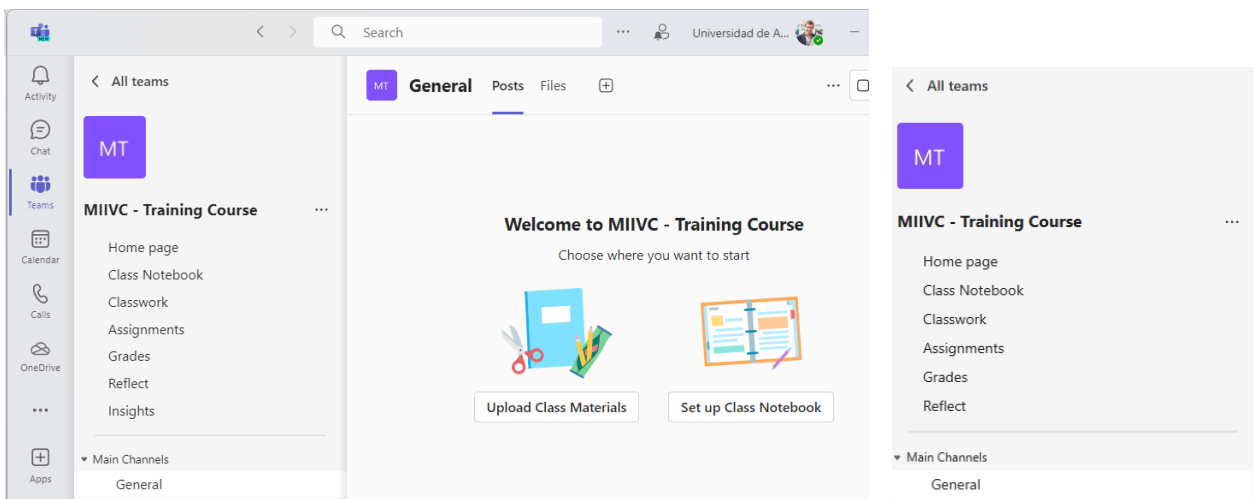 NEW
Search
...
Universidad de A...
Activity
Chat
Teams
Calendar
Calls
OneDrive
...
Apps
All teams
MT
MIIVC - Training Course
...
Home page
Class Notebook
Classwork
Assignments
Grades
Reflect
Insights
Main Channels
General
MT
General
Posts
Files
...
Welcome to MIIVC - Training Course
Choose where you want to start
Upload Class Materials
Set up Class Notebook
All teams
MT
MIIVC - Training Course
...
Home page
Class Notebook
Classwork
Assignments
Grades
Reflect
Main Channels
General